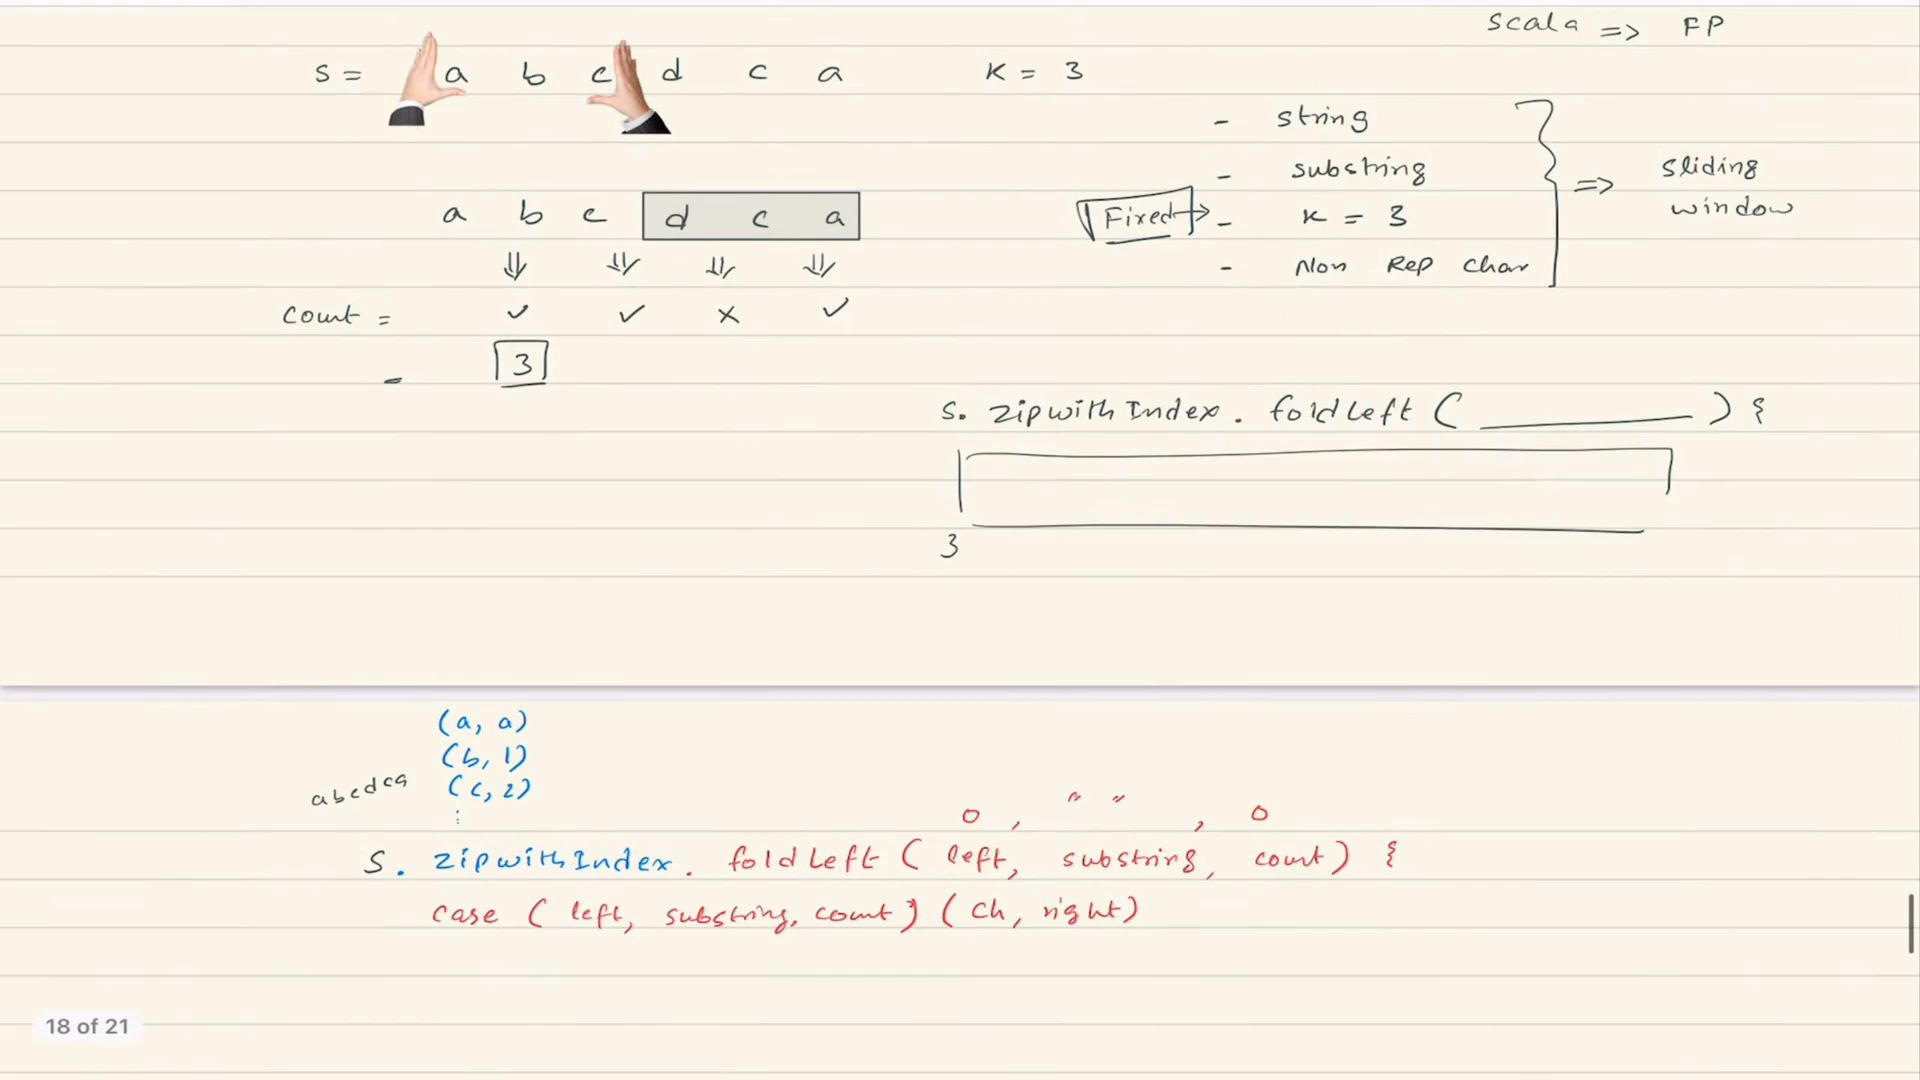 scala => FP
s = a b c d c a K = 3
- string
- substring
Fixed → - K = 3
- Non Rep Char
=> sliding window
a b c d c a
count = ✓ ✓ x ✓
= 3
s. zipwithIndex. foldLeft ( ______ ) {
}
(a, a)
(b, 1)
(c, 2)
⋮
abcdca
0 , " " , 0
S. zipwithIndex. foldLeft ( left, substring, count ) {
case ( left, substring, count ) ( ch, right )
18 of 21